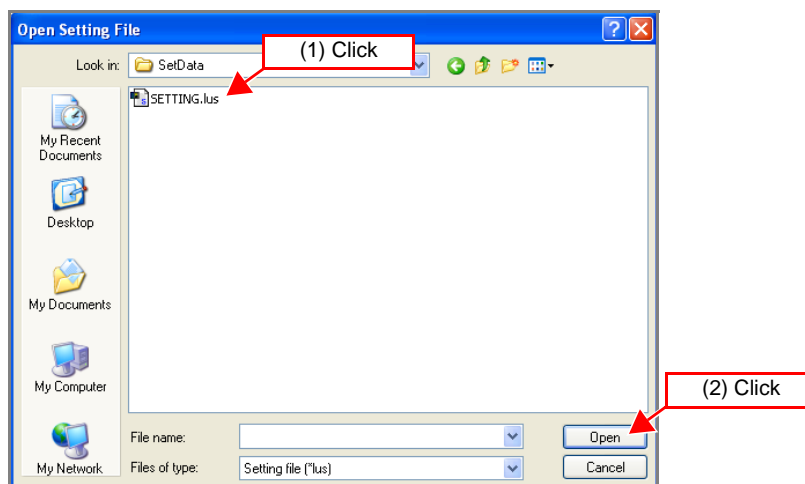 Open Setting File
(1) Click
Look in:
SetData
SETTING.lus
My Recent
Documents
Desktop
My Documents
My Computer
My Network
(2) Click
File name:
Open
Files of type:
Setting file (*lus)
Cancel